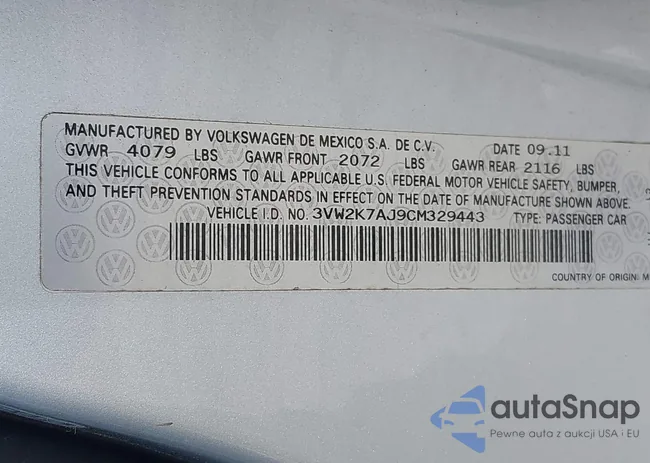 MANUFACTURED BY VOLKSWAGEN DE MEXICO S.A. DE C.V. DATE 09.11
GVWR 4079 LBS GAWR FRONT 2072 LBS GAWR REAR 2116 LBS
THIS VEHICLE CONFORMS TO ALL APPLICABLE U.S. FEDERAL MOTOR VEHICLE SAFETY, BUMPER,
AND THEFT PREVENTION STANDARDS IN EFFECT ON THE DATE OF MANUFACTURE SHOWN ABOVE.
VEHICLE I.D. NO. 3VW2K7AJ9CM329443 TYPE: PASSENGER CAR
COUNTRY OF ORIGIN: M
autoSnap
Pewne auta z aukcji USA i EU